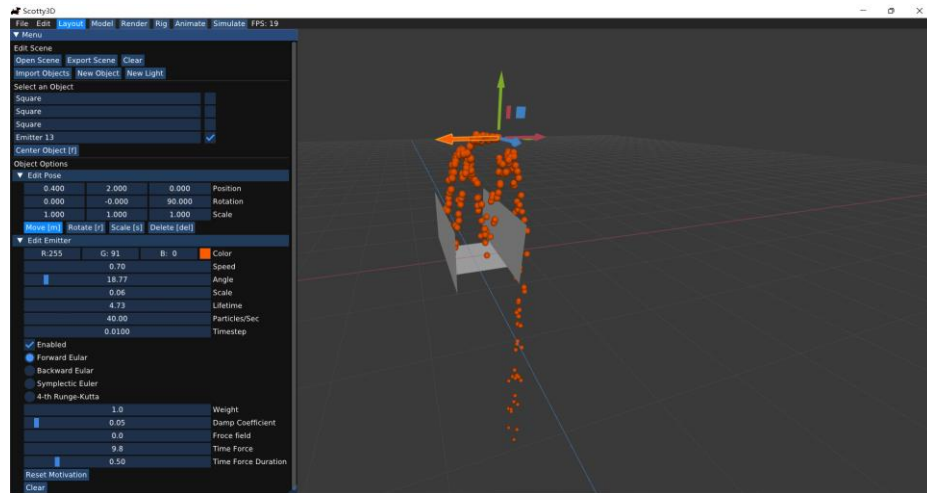 Scotty3D
File Edit Layout Model Render Rig Animate Simulate FPS: 19
Menu
Edit Scene
Open Scene Export Scene Clear
Import Objects New Object New Light
Select an Object
Square
Square
Square
Emitter 13
Center Object [f]
Object Options
Edit Pose
0.400 2.000 0.000 Position
0.000 -0.000 90.000 Rotation
1.000 1.000 1.000 Scale
Move [m] Rotate [r] Scale [s] Delete [del]
Edit Emitter
R:255 G: 91 B: 0 Color
0.70 Speed
18.77 Angle
0.06 Scale
4.73 Lifetime
40.00 Particles/Sec
0.0100 Timestep
Enabled
Forward Eular
Backward Eular
Symplectic Euler
4-th Runge-Kutta
1.0 Weight
0.05 Damp Coefficient
0.0 Froce field
9.8 Time Force
0.50 Time Force Duration
Reset Motivation
Clear